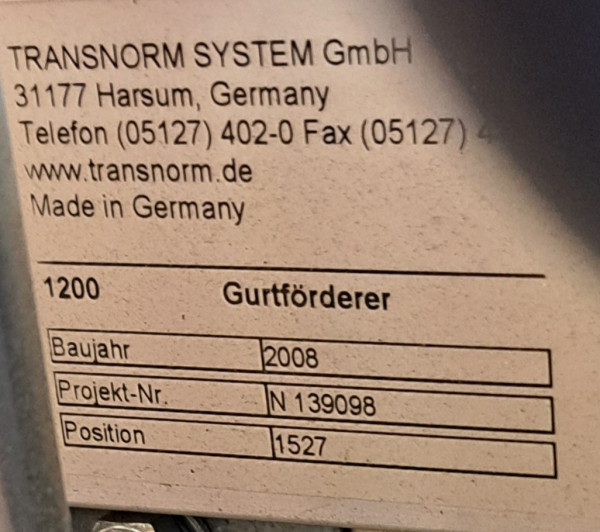 TRANSNORM SYSTEM GmbH
31177 Harsum, Germany
Telefon (05127) 402-0 Fax (05127)
www.transnorm.de
Made in Germany
1200 Gurtförderer
Baujahr 2008
Projekt-Nr. N 139098
Position 1527